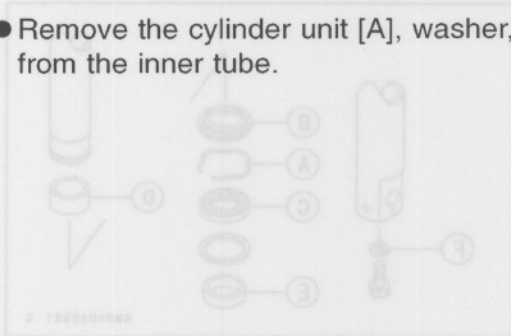 ● Remove the cylinder unit [A], washer,
from the inner tube.
B
A
D
C
F
E